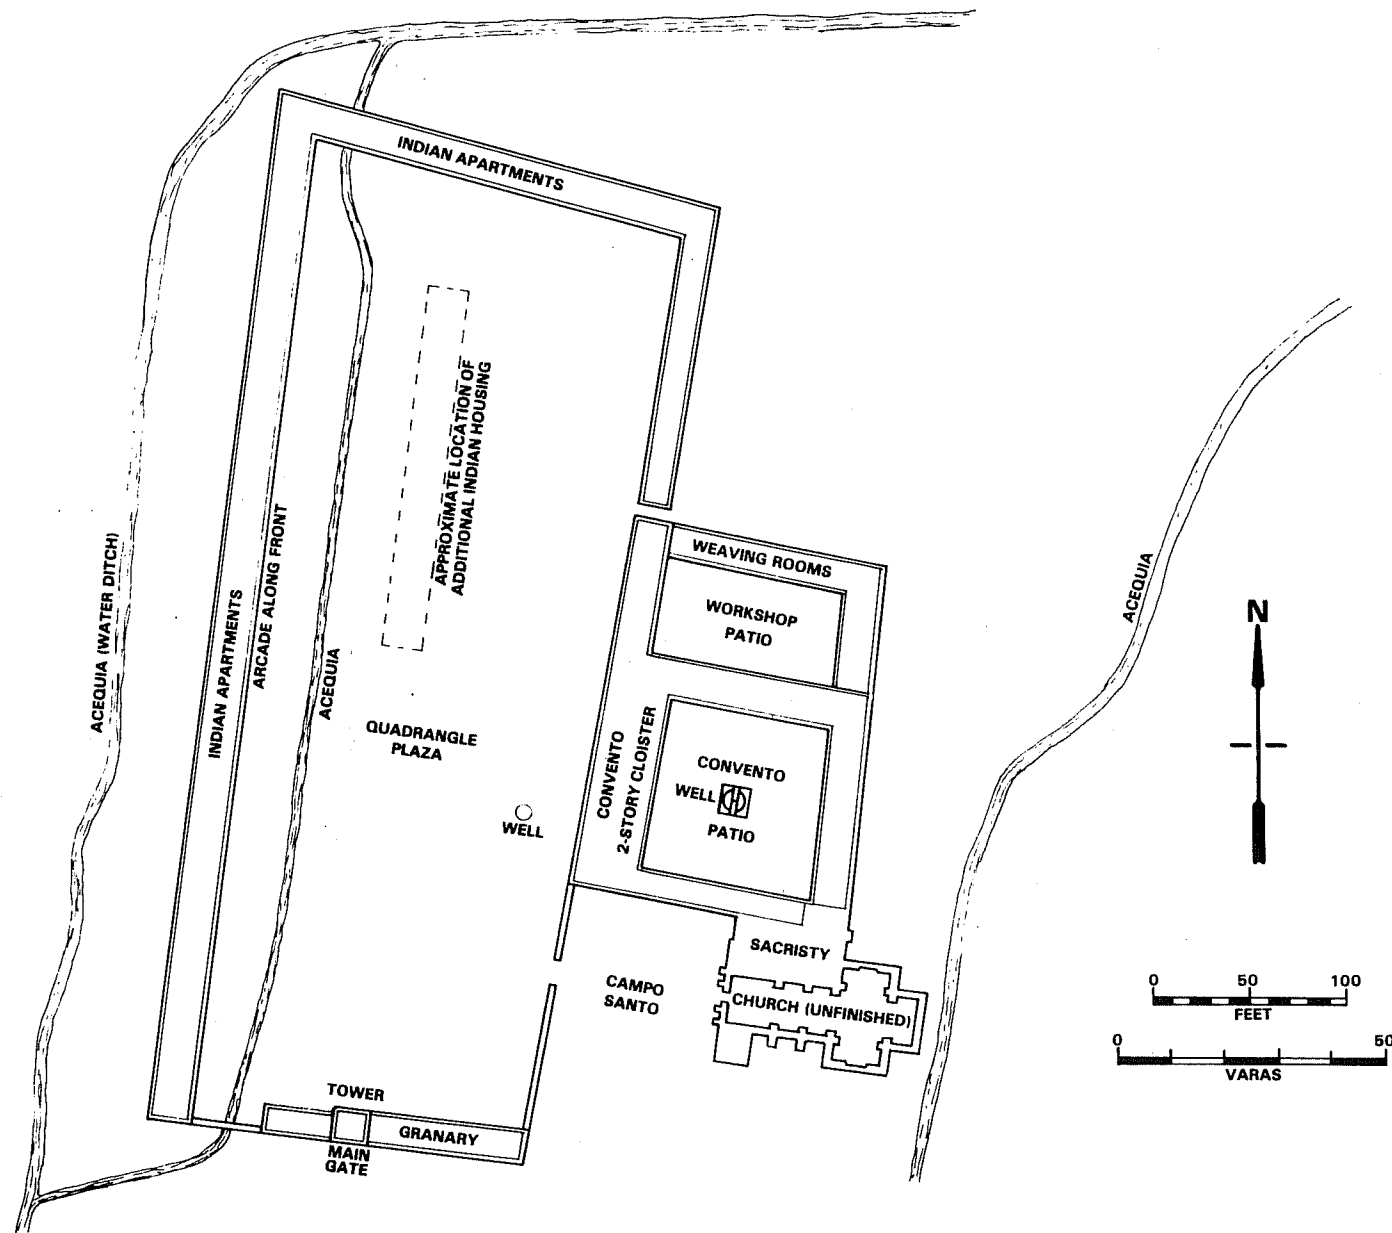 INDIAN APARTMENTS
APPROXIMATE LOCATION OF
ADDITIONAL INDIAN HOUSING
ACEQUIA (WATER DITCH)
INDIAN APARTMENTS
ARCADE ALONG FRONT
ACEQUIA
QUADRANGLE
PLAZA
WELL
WEAVING ROOMS
WORKSHOP
PATIO
CONVENTO
2-STORY CLOISTER
CONVENTO
WELL
PATIO
ACEQUIA
N
SACRISTY
CAMPO
SANTO
CHURCH (UNFINISHED)
TOWER
GRANARY
MAIN
GATE
0 50 100
FEET
0 50
VARAS